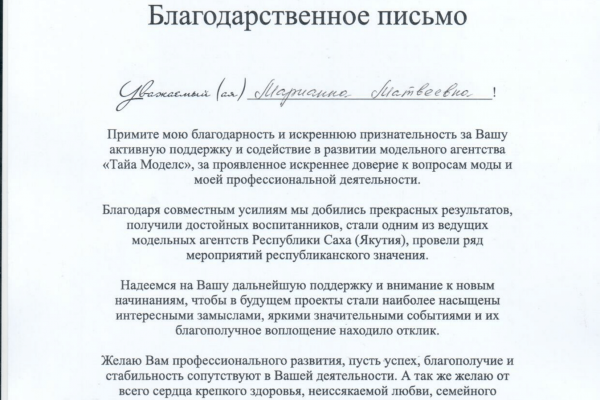 Благодарственное письмо
Уважаемый (ая) Марианна Матвеевна !
Примите мою благодарность и искреннюю признательность за Вашу
активную поддержку и содействие в развитии модельного агентства
«Тайа Моделс», за проявленное искреннее доверие к вопросам моды и
моей профессиональной деятельности.
Благодаря совместным усилиям мы добились прекрасных результатов,
получили достойных воспитанников, стали одним из ведущих
модельных агентств Республики Саха (Якутия), провели ряд
мероприятий республиканского значения.
Надеемся на Вашу дальнейшую поддержку и внимание к новым
начинаниям, чтобы в будущем проекты стали наиболее насыщены
интересными замыслами, яркими значительными событиями и их
благополучное воплощение находило отклик.
Желаю Вам профессионального развития, пусть успех, благополучие и
стабильность сопутствуют в Вашей деятельности. А так же желаю от
всего сердца крепкого здоровья, неиссякаемой любви, семейного